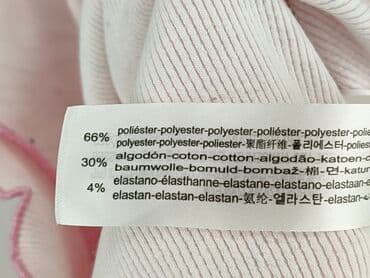 66% poliéster-polyester-polyester-poliéster-polyester
polyester-polyester-poliester-聚酯纤维-폴리에스터-polies
30% algodón-coton-cotton-algodão-katoen-c
baumwolle-bomuld-bombaž-棉-면-katun
4% elastano-élasthanne-elastane-elastano-elastaan-e
elastan-elastan-elastan-氨纶-엘라스탄-elastan